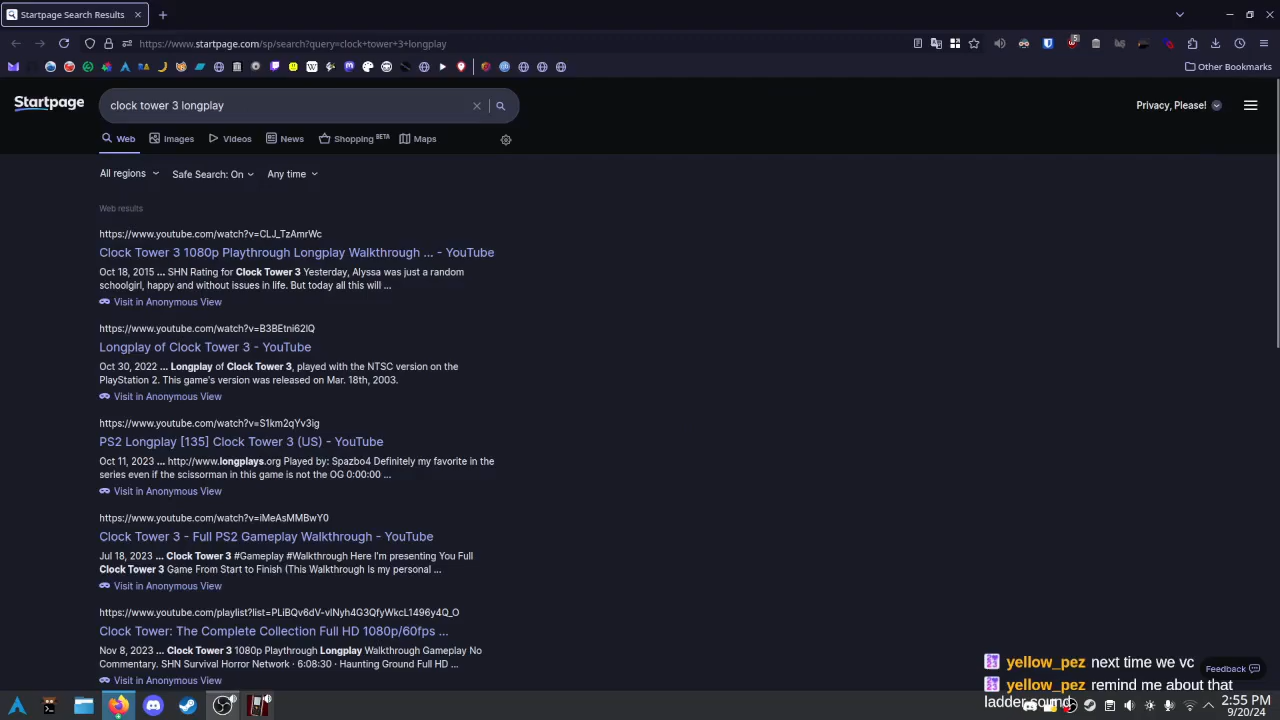 Startpage Search Results
https://www.startpage.com/sp/search?query=clock+tower+3+longplay
5
Other Bookmarks
Startpage
clock tower 3 longplay
Privacy, Please!
Web
Images
Videos
News
Shopping BETA
Maps
All regions
Safe Search: On
Any time
Web results
https://www.youtube.com/watch?v=CLJ_TzAmrWc
Clock Tower 3 1080p Playthrough Longplay Walkthrough ... - YouTube
Oct 18, 2015 ... SHN Rating for Clock Tower 3 Yesterday, Alyssa was just a random
schoolgirl, happy and without issues in life. But today all this will ...
Visit in Anonymous View
https://www.youtube.com/watch?v=B3BEtni62lQ
Longplay of Clock Tower 3 - YouTube
Oct 30, 2022 ... Longplay of Clock Tower 3, played with the NTSC version on the
PlayStation 2. This game's version was released on Mar. 18th, 2003.
Visit in Anonymous View
https://www.youtube.com/watch?v=S1km2qYv3ig
PS2 Longplay [135] Clock Tower 3 (US) - YouTube
Oct 11, 2023 ... http://www.longplays.org Played by: Spazbo4 Definitely my favorite in the
series even if the scissorman in this game is not the OG 0:00:00 ...
Visit in Anonymous View
https://www.youtube.com/watch?v=iMeAsMMBwY0
Clock Tower 3 - Full PS2 Gameplay Walkthrough - YouTube
Jul 18, 2023 ... Clock Tower 3 #Gameplay #Walkthrough Here I'm presenting You Full
Clock Tower 3 Game From Start to Finish (This Walkthrough Is my personal ...
Visit in Anonymous View
https://www.youtube.com/playlist?list=PLiBQv6dV-vlNyh4G3QfyWkcL1496y4Q_O
Clock Tower: The Complete Collection Full HD 1080p/60fps ...
Nov 8, 2023 ... Clock Tower 3 1080p Playthrough Longplay Walkthrough Gameplay No
Commentary. SHN Survival Horror Network · 6:08:30 · Haunting Ground Full HD ...
Visit in Anonymous View
yellow_pez next time we vc
Feedback
yellow_pez remind me about that
ladder sound
2:55 PM
9/20/24